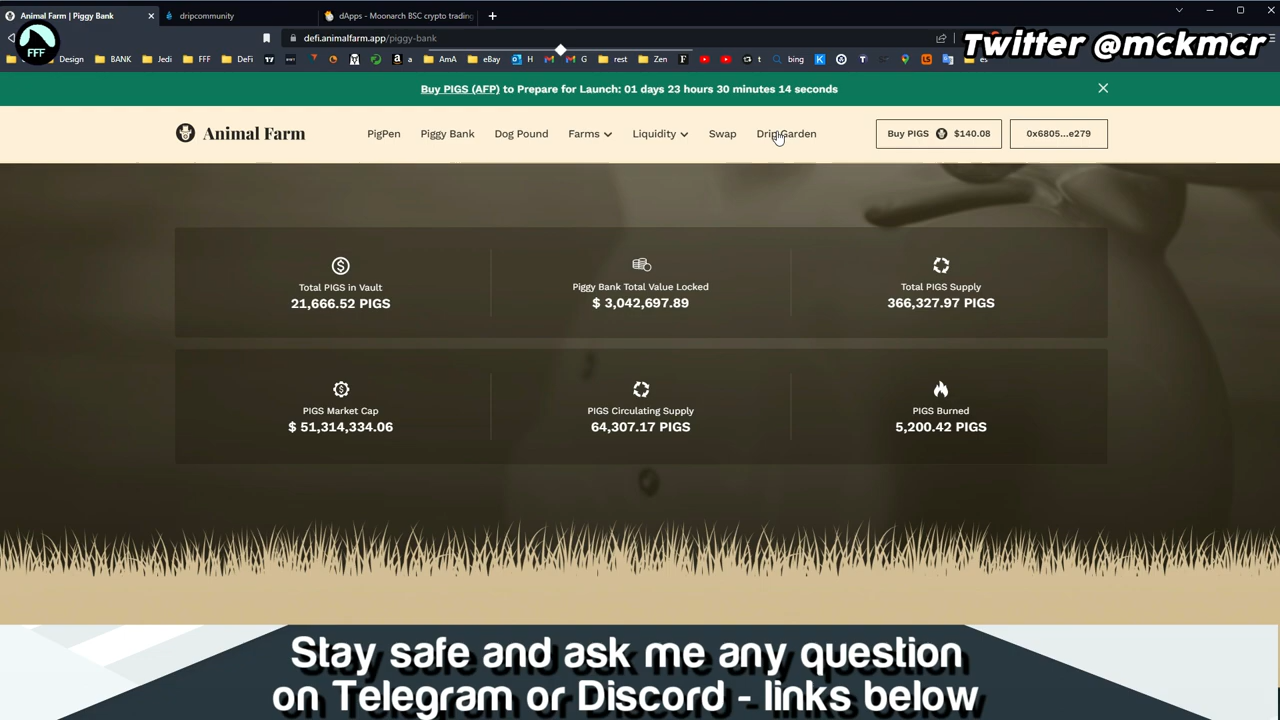 Animal Farm | Piggy Bank
dripcommunity
dApps - Moonarch BSC crypto trading
defi.animalfarm.app/piggy-bank
FFF
Twitter @mckmcr
Design
BANK
Jedi
FFF
DeFi
a
AmA
eBay
H
M
G
rest
Zen
t
bing
Buy PIGS (AFP) to Prepare for Launch: 01 days 23 hours 30 minutes 14 seconds
Animal Farm
PigPen
Piggy Bank
Dog Pound
Farms
Liquidity
Swap
DripGarden
Buy PIGS $140.08
0x6805...e279
Total PIGS in Vault
21,666.52 PIGS
Piggy Bank Total Value Locked
$ 3,042,697.89
Total PIGS Supply
366,327.97 PIGS
PIGS Market Cap
$ 51,314,334.06
PIGS Circulating Supply
64,307.17 PIGS
PIGS Burned
5,200.42 PIGS
Stay safe and ask me any question
on Telegram or Discord - links below